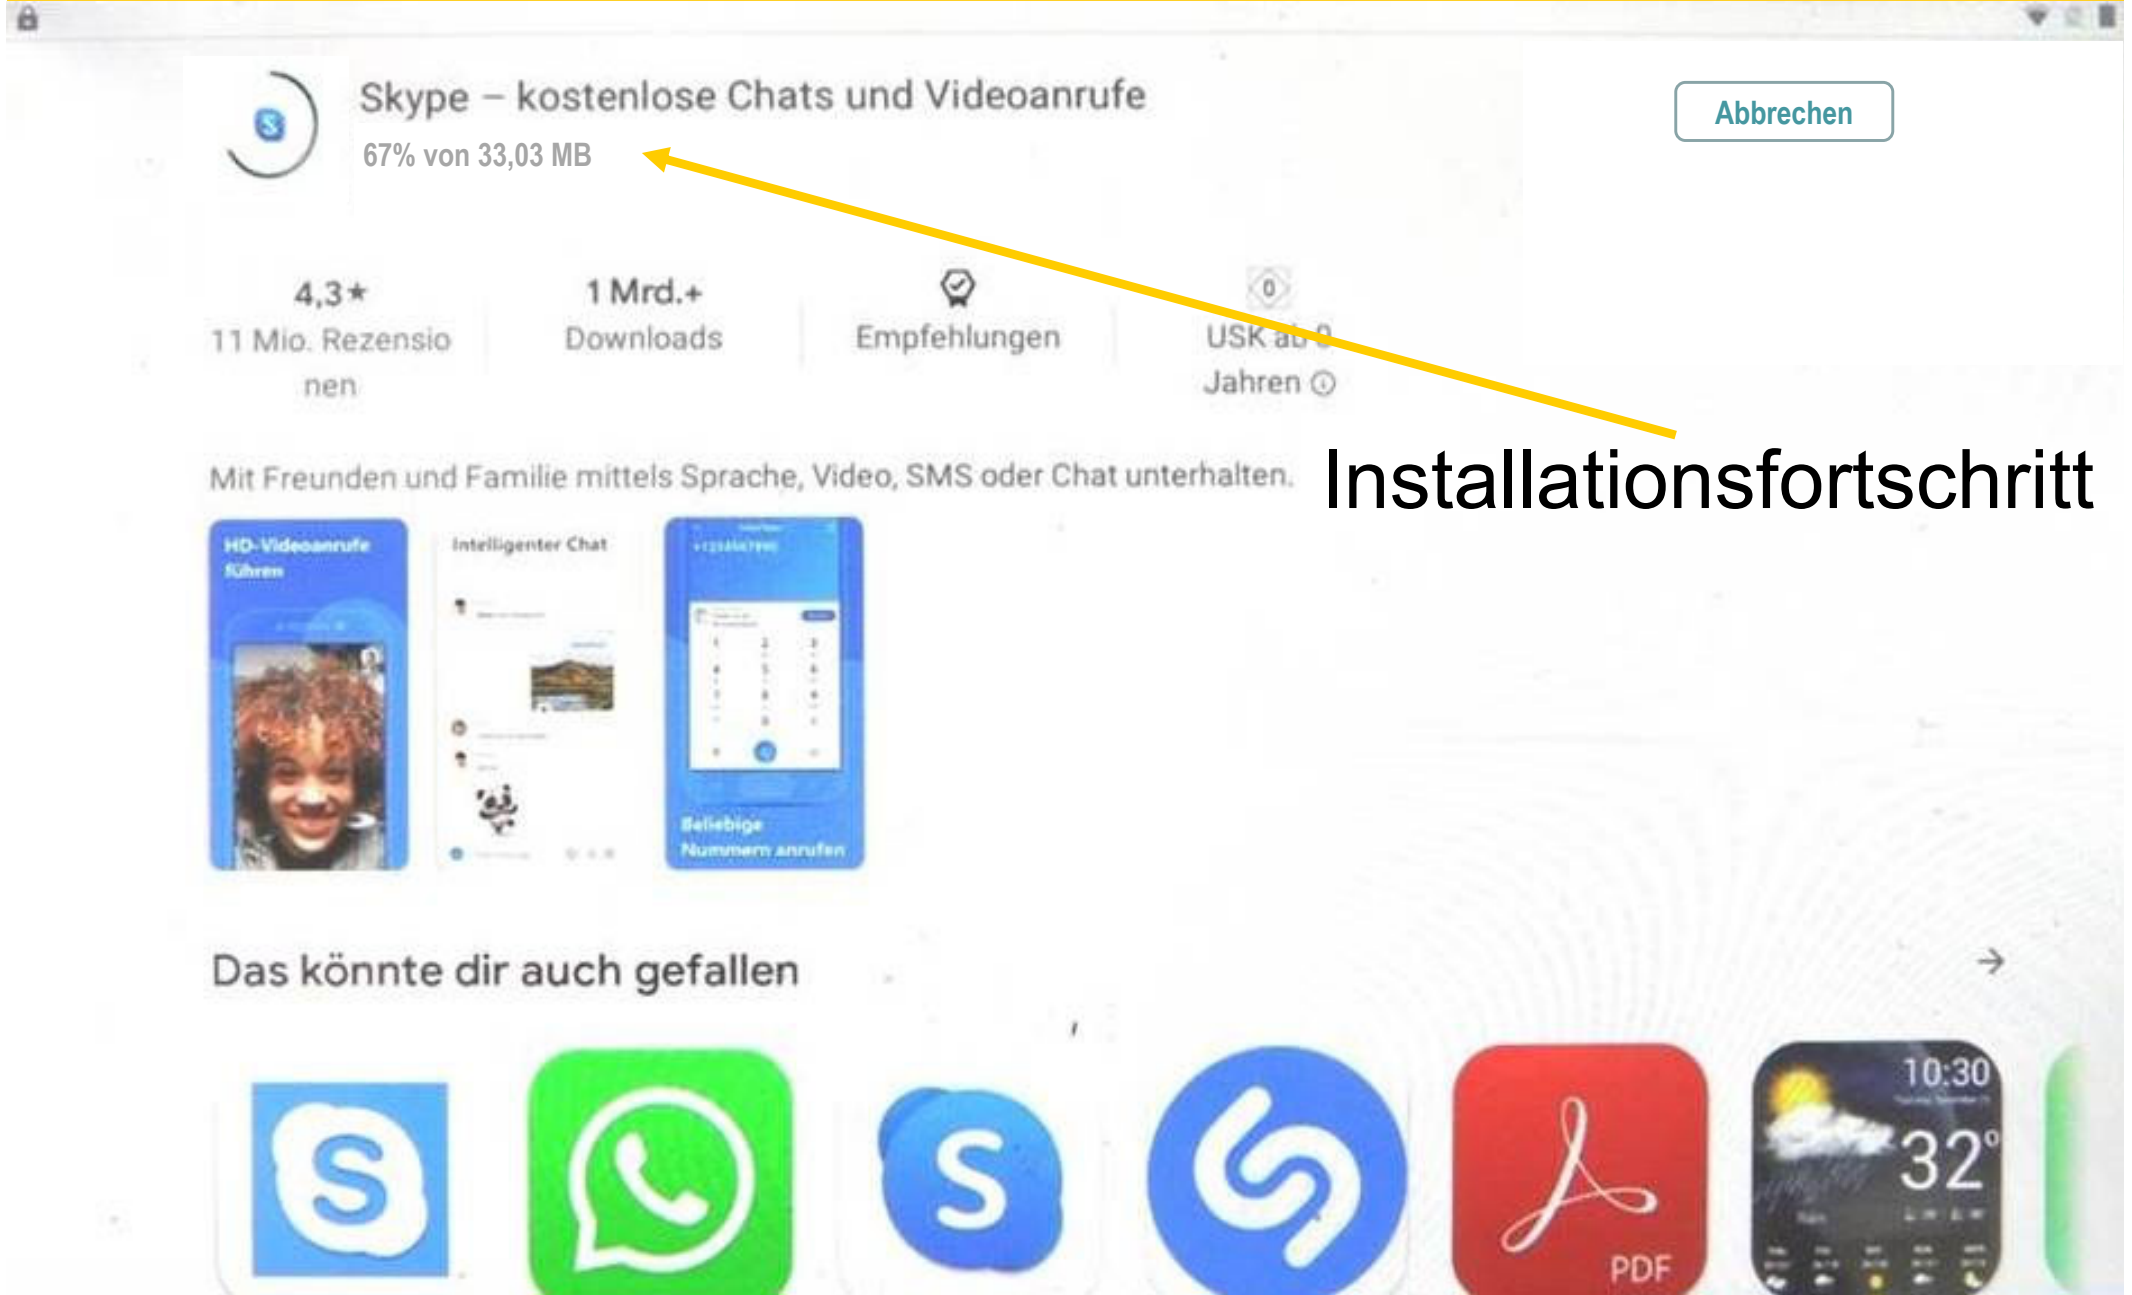 Skype – kostenlose Chats und Videoanrufe
67% von 33,03 MB
Abbrechen
4,3★
11 Mio. Rezensio
nen
1 Mrd.+
Downloads
Empfehlungen
0
USK ab 0
Jahren
Installationsfortschritt
Mit Freunden und Familie mittels Sprache, Video, SMS oder Chat unterhalten.
HD-Videoanrufe
führen
Intelligenter Chat
+1234567890
Beliebige
Nummern anrufen
Das könnte dir auch gefallen
S
S
PDF
10:30
32°